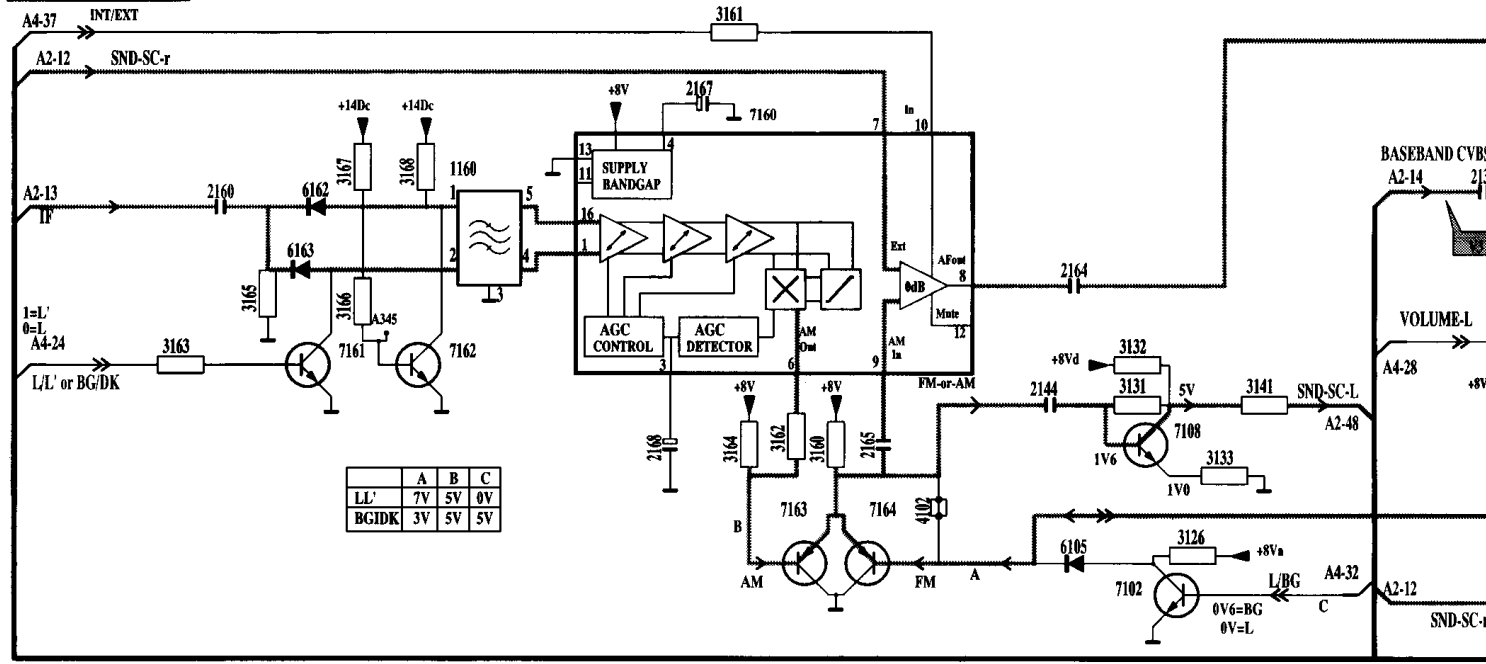 A4-37
INT/EXT
3161
A2-12
SND-SC-r
+14Dc
+14Dc
+8V
2167
7160
In
7
10
4
13
11
SUPPLY
BANDGAP
3167
3168
1160
BASEBAND CVBS
A2-14
A2-13
IF
2160
6162
1
5
16
1
6163
2
4
3
3165
3166
Ext
AFout
8
0dB
2164
1=L'
0=L
A4-24
A345
AGC
CONTROL
AGC
DETECTOR
AM
Out
Mute
12
VOLUME-L
3163
7161
7162
3
6
9
AM
In
+8Vd
3132
A4-28
L/L' or BG/DK
FM-or-AM
+8V
+8V
2144
3131
5V
3141
SND-SC-L
+8V
A2-48
2168
3164
3162
3160
2165
7108
1V6
3133
1V0
A B C
LL' 7V 5V 0V
BGIDK 3V 5V 5V
7163
7164
4102
B
6105
3126
+8Va
AM
FM
A
L/BG
A4-32
7102
C
A2-12
0V6=BG
0V=L
SND-SC-r